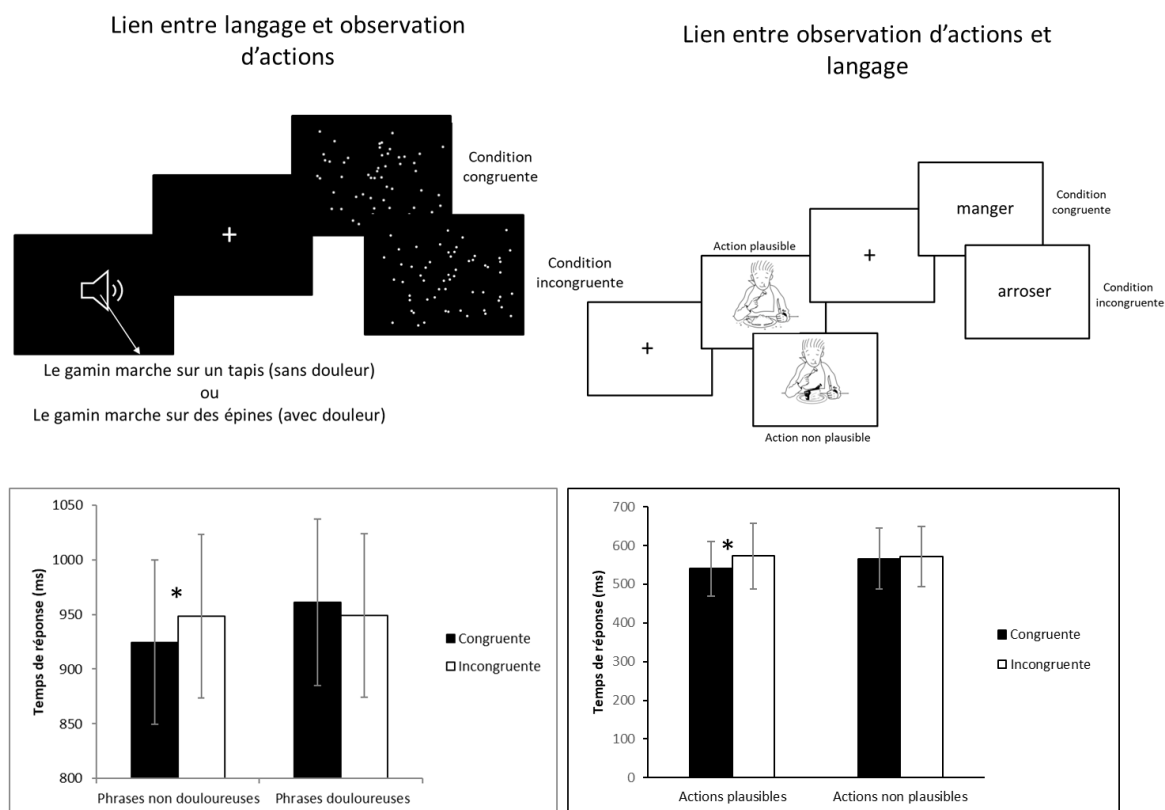 Lien entre langage et observation
d'actions
Condition
congruente
+
Condition
incongruente
Le gamin marche sur un tapis (sans douleur)
ou
Le gamin marche sur des épines (avec douleur)
Lien entre observation d'actions et
langage
manger
Condition
congruente
Action plausible
+
arroser
Condition
incongruente
+
Action non plausible
1050
1000
950
900
850
800
Temps de réponse (ms)
*
Congruente
Incongruente
Phrases non douloureuses
Phrases douloureuses
700
600
500
400
300
200
100
0
Temps de réponse (ms)
*
Congruente
Incongruente
Actions plausibles
Actions non plausibles